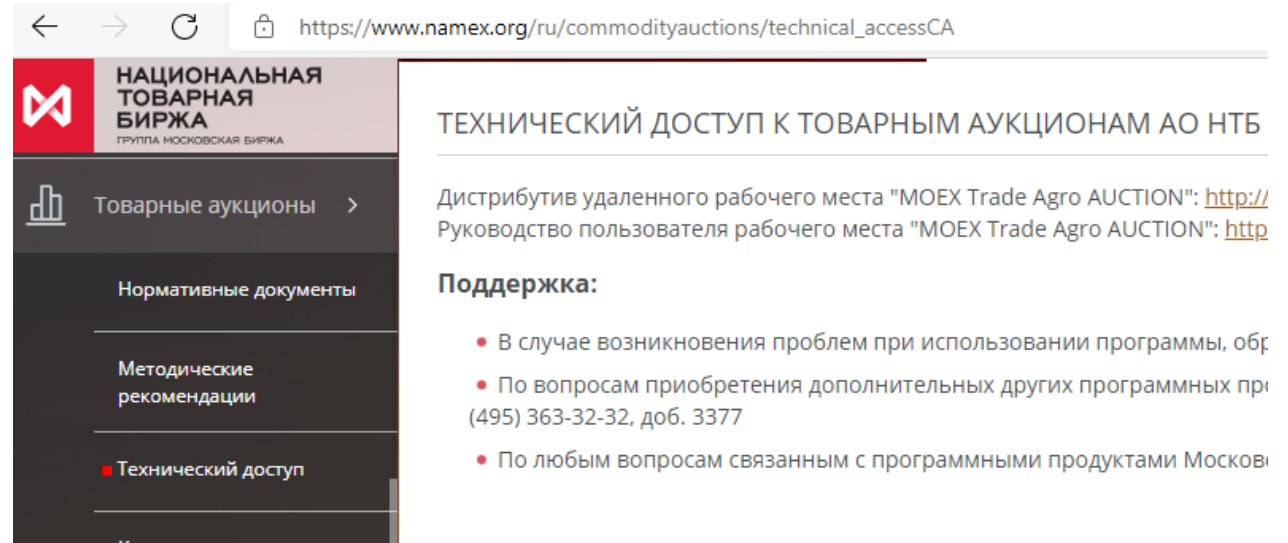 https://www.namex.org/ru/commodityauctions/technical_accessCA
НАЦИОНАЛЬНАЯ
ТОВАРНАЯ
БИРЖА
ГРУППА МОСКОВСКАЯ БИРЖА
Товарные аукционы
Нормативные документы
Методические
рекомендации
Технический доступ
ТЕХНИЧЕСКИЙ ДОСТУП К ТОВАРНЫМ АУКЦИОНАМ АО НТБ
Дистрибутив удаленного рабочего места "MOEX Trade Agro AUCTION": http://
Руководство пользователя рабочего места "MOEX Trade Agro AUCTION": http
Поддержка:
В случае возникновения проблем при использовании программы, обр
По вопросам приобретения дополнительных других программных про
(495) 363-32-32, доб. 3377
По любым вопросам связанным с программными продуктами Москов